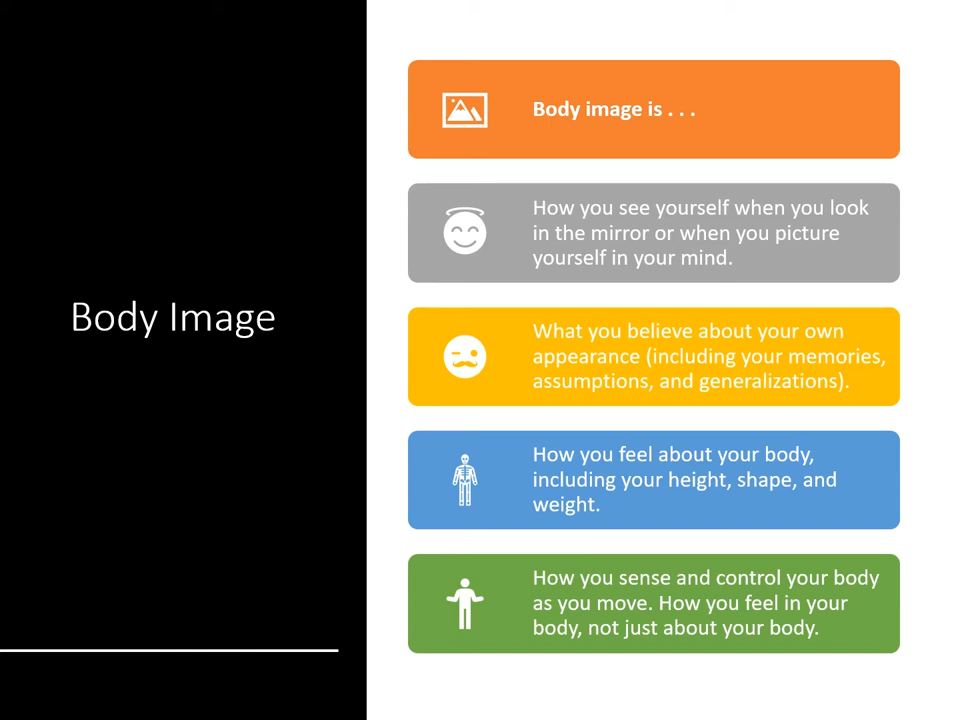 Body Image
Body image is . . .
How you see yourself when you look
in the mirror or when you picture
yourself in your mind.
What you believe about your own
appearance (including your memories,
assumptions, and generalizations).
How you feel about your body,
including your height, shape, and
weight.
How you sense and control your body
as you move. How you feel in your
body, not just about your body.